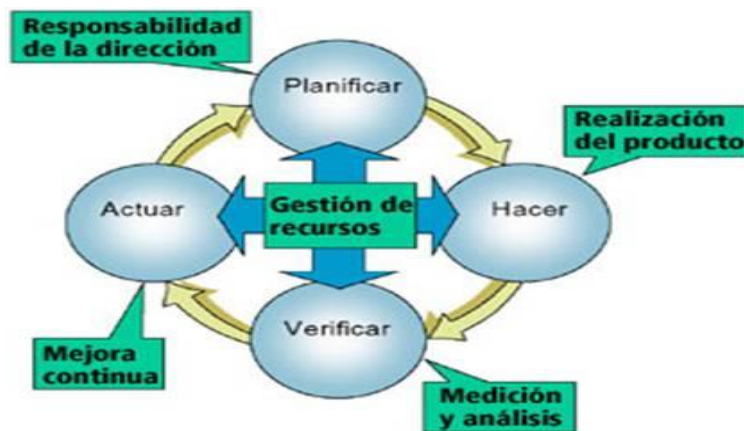 Responsabilidad
de la dirección
Planificar
Realización
del producto
Actuar
Gestión de
recursos
Hacer
Verificar
Mejora
continua
Medición
y análisis